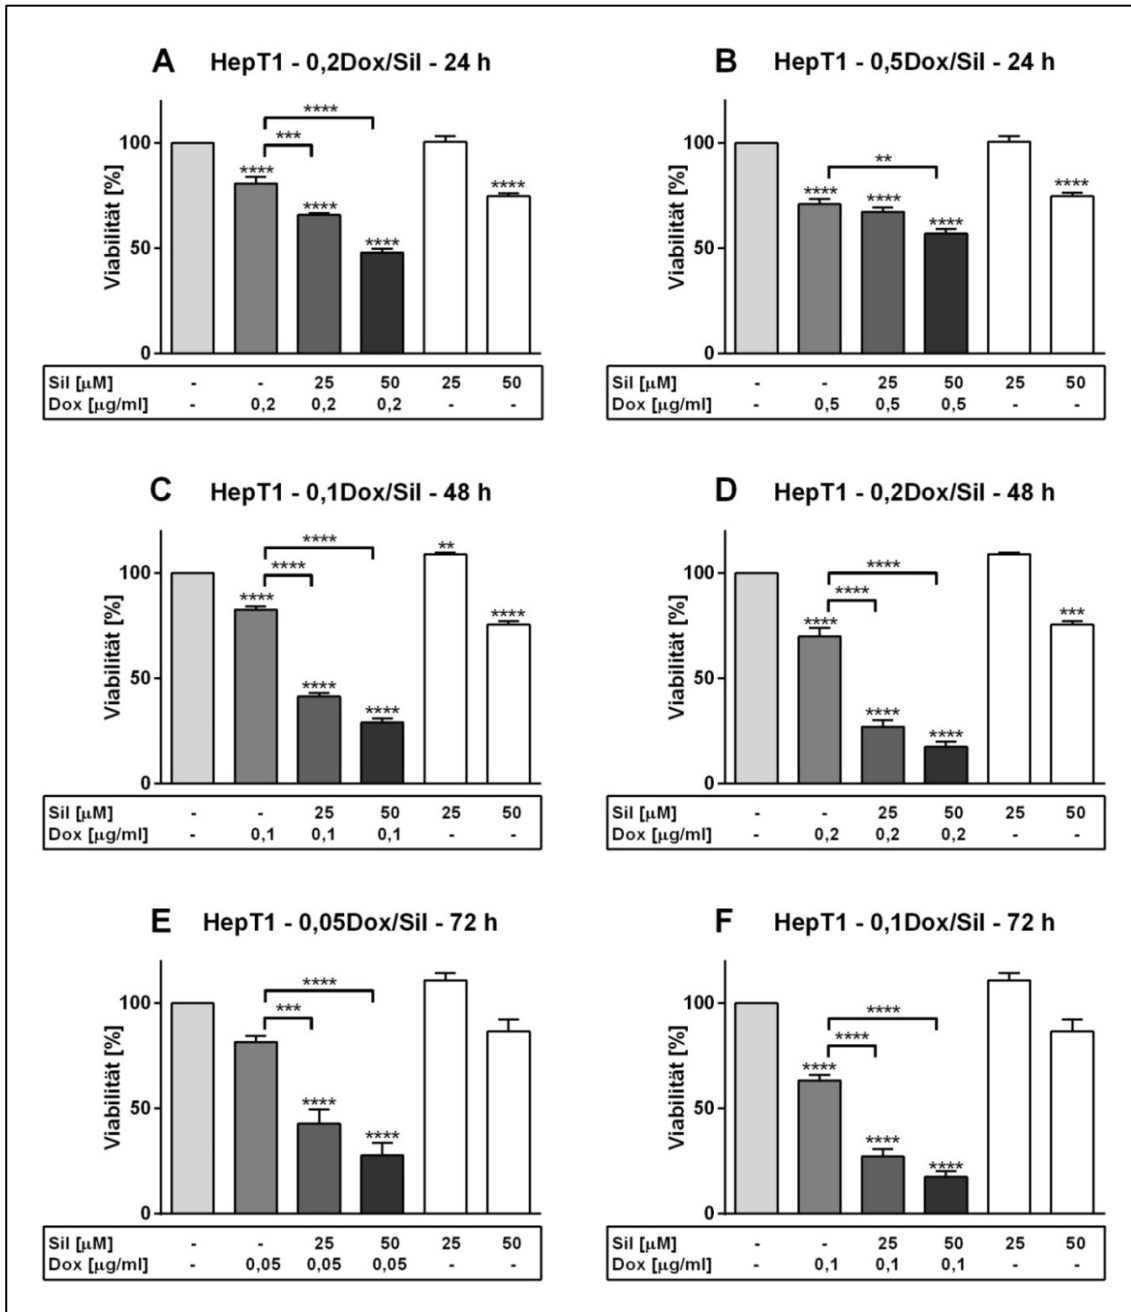 A HepT1 - 0,2Dox/Sil - 24 h
****
***
100
****
****
****
****
50
0
Viabilität [%]
Sil [µM] - - 25 50 25 50
Dox [µg/ml] - 0,2 0,2 0,2 - -
B HepT1 - 0,5Dox/Sil - 24 h
**
100
****
****
****
****
50
0
Viabilität [%]
Sil [µM] - - 25 50 25 50
Dox [µg/ml] - 0,5 0,5 0,5 - -
C HepT1 - 0,1Dox/Sil - 48 h
****
**
****
100
****
****
****
****
50
0
Viabilität [%]
Sil [µM] - - 25 50 25 50
Dox [µg/ml] - 0,1 0,1 0,1 - -
D HepT1 - 0,2Dox/Sil - 48 h
****
****
100
****
***
****
****
50
0
Viabilität [%]
Sil [µM] - - 25 50 25 50
Dox [µg/ml] - 0,2 0,2 0,2 - -
E HepT1 - 0,05Dox/Sil - 72 h
****
***
100
****
****
50
0
Viabilität [%]
Sil [µM] - - 25 50 25 50
Dox [µg/ml] - 0,05 0,05 0,05 - -
F HepT1 - 0,1Dox/Sil - 72 h
****
****
100
****
****
****
50
0
Viabilität [%]
Sil [µM] - - 25 50 25 50
Dox [µg/ml] - 0,1 0,1 0,1 - -